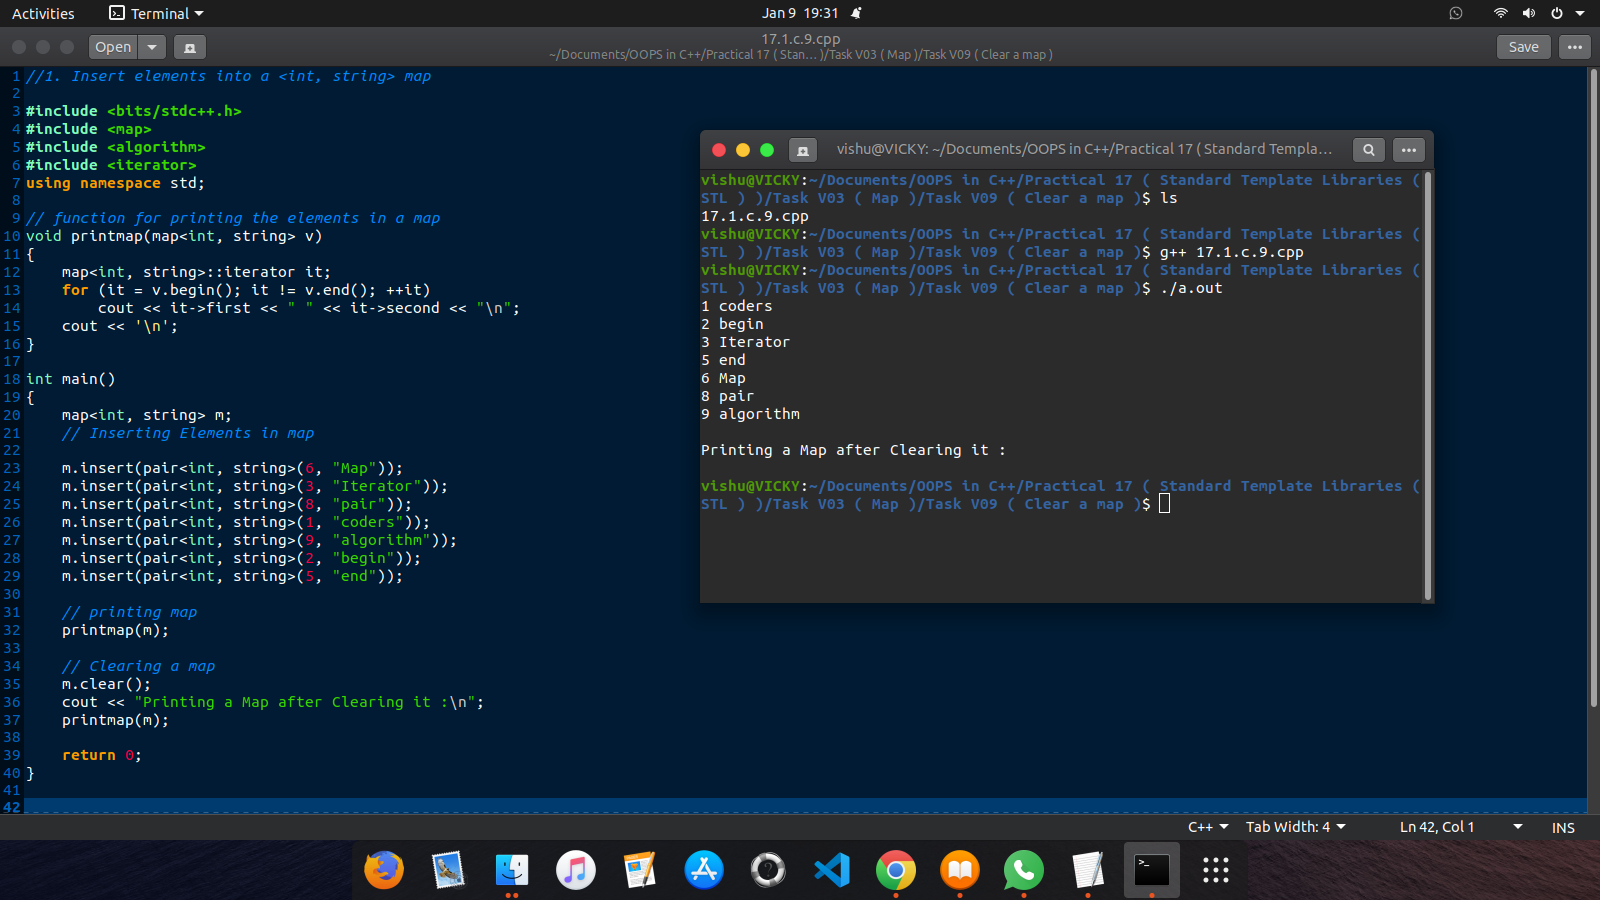 Activities Terminal Jan 9 19:31
Open 17.1.c.9.cpp Save
~/Documents/OOPS in C++/Practical 17 ( Stan… )/Task V03 ( Map )/Task V09 ( Clear a map )
1 //1. Insert elements into a <int, string> map
2
3 #include <bits/stdc++.h>
4 #include <map>
5 #include <algorithm>
6 #include <iterator>
7 using namespace std;
8
9 // function for printing the elements in a map
10 void printmap(map<int, string> v)
11 {
12     map<int, string>::iterator it;
13     for (it = v.begin(); it != v.end(); ++it)
14         cout << it->first << " " << it->second << "\n";
15     cout << '\n';
16 }
17
18 int main()
19 {
20     map<int, string> m;
21     // Inserting Elements in map
22
23     m.insert(pair<int, string>(6, "Map"));
24     m.insert(pair<int, string>(3, "Iterator"));
25     m.insert(pair<int, string>(8, "pair"));
26     m.insert(pair<int, string>(1, "coders"));
27     m.insert(pair<int, string>(9, "algorithm"));
28     m.insert(pair<int, string>(2, "begin"));
29     m.insert(pair<int, string>(5, "end"));
30
31     // printing map
32     printmap(m);
33
34     // Clearing a map
35     m.clear();
36     cout << "Printing a Map after Clearing it :\n";
37     printmap(m);
38
39     return 0;
40 }
41
42
vishu@VICKY: ~/Documents/OOPS in C++/Practical 17 ( Standard Templa…
vishu@VICKY:~/Documents/OOPS in C++/Practical 17 ( Standard Template Libraries (
STL ) )/Task V03 ( Map )/Task V09 ( Clear a map )$ ls
17.1.c.9.cpp
vishu@VICKY:~/Documents/OOPS in C++/Practical 17 ( Standard Template Libraries (
STL ) )/Task V03 ( Map )/Task V09 ( Clear a map )$ g++ 17.1.c.9.cpp
vishu@VICKY:~/Documents/OOPS in C++/Practical 17 ( Standard Template Libraries (
STL ) )/Task V03 ( Map )/Task V09 ( Clear a map )$ ./a.out
1 coders
2 begin
3 Iterator
5 end
6 Map
8 pair
9 algorithm

Printing a Map after Clearing it :

vishu@VICKY:~/Documents/OOPS in C++/Practical 17 ( Standard Template Libraries (
STL ) )/Task V03 ( Map )/Task V09 ( Clear a map )$
C++ Tab Width: 4 Ln 42, Col 1 INS
>_